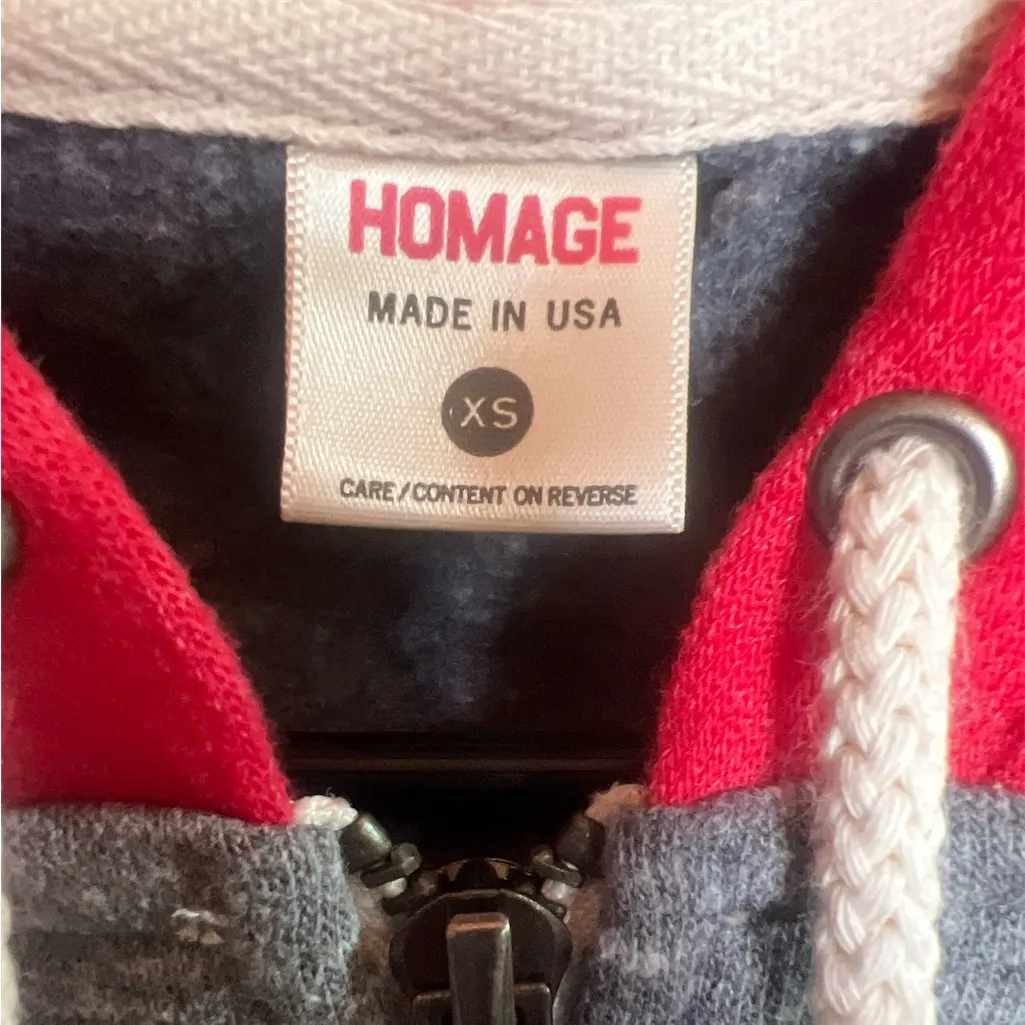 HOMAGE
MADE IN USA
XS
CARE/CONTENT ON REVERSE